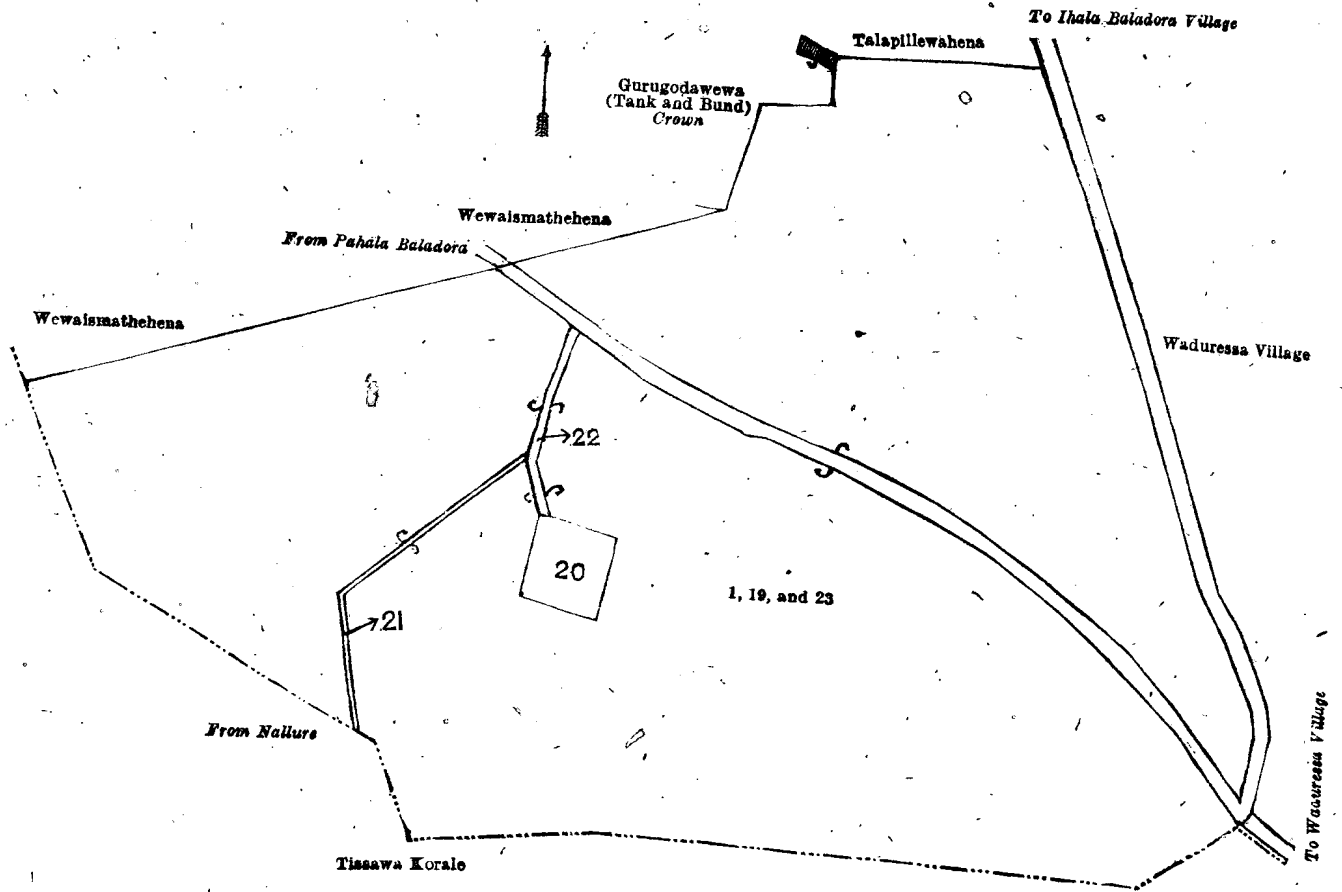 To Ihala Baladora Village
Talapillewahena
Gurugodawewa
(Tank and Bund)
Crown
Wewaismathehena
From Pahala Baladora
Wewaismathehena
Waduressa Village
22
20
1, 19, and 23
21
From Nallure
To Waduressa Village
Tissawa Korale